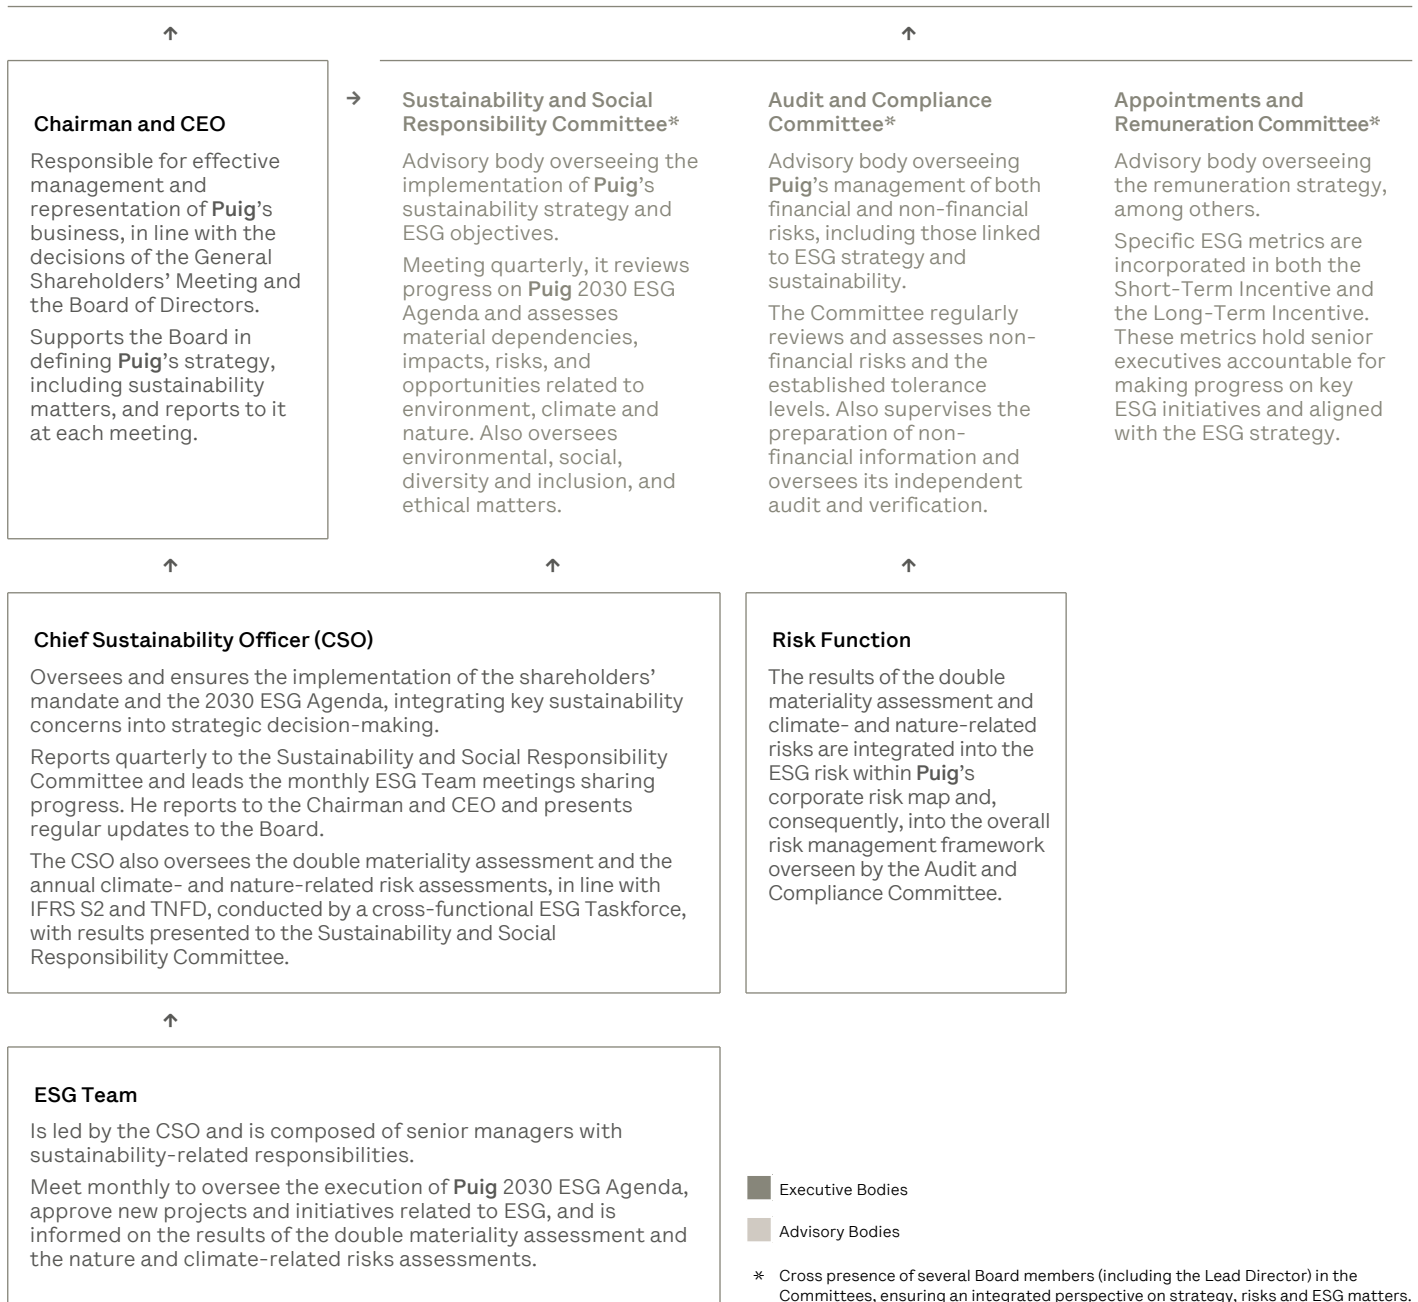 ↑
↑
Chairman and CEO
Responsible for effective
management and
representation of Puig's
business, in line with the
decisions of the General
Shareholders' Meeting and
the Board of Directors.
Supports the Board in
defining Puig's strategy,
including sustainability
matters, and reports to it
at each meeting.
→
Sustainability and Social
Responsibility Committee*
Advisory body overseeing the
implementation of Puig's
sustainability strategy and
ESG objectives.
Meeting quarterly, it reviews
progress on Puig 2030 ESG
Agenda and assesses
material dependencies,
impacts, risks, and
opportunities related to
environment, climate and
nature. Also oversees
environmental, social,
diversity and inclusion, and
ethical matters.
Audit and Compliance
Committee*
Advisory body overseeing
Puig's management of both
financial and non-financial
risks, including those linked
to ESG strategy and
sustainability.
The Committee regularly
reviews and assesses non-
financial risks and the
established tolerance
levels. Also supervises the
preparation of non-
financial information and
oversees its independent
audit and verification.
Appointments and
Remuneration Committee*
Advisory body overseeing
the remuneration strategy,
among others.
Specific ESG metrics are
incorporated in both the
Short-Term Incentive and
the Long-Term Incentive.
These metrics hold senior
executives accountable for
making progress on key
ESG initiatives and aligned
with the ESG strategy.
↑
↑
↑
Chief Sustainability Officer (CSO)
Oversees and ensures the implementation of the shareholders'
mandate and the 2030 ESG Agenda, integrating key sustainability
concerns into strategic decision-making.
Reports quarterly to the Sustainability and Social Responsibility
Committee and leads the monthly ESG Team meetings sharing
progress. He reports to the Chairman and CEO and presents
regular updates to the Board.
The CSO also oversees the double materiality assessment and the
annual climate- and nature-related risk assessments, in line with
IFRS S2 and TNFD, conducted by a cross-functional ESG Taskforce,
with results presented to the Sustainability and Social
Responsibility Committee.
Risk Function
The results of the double
materiality assessment and
climate- and nature-related
risks are integrated into the
ESG risk within Puig's
corporate risk map and,
consequently, into the overall
risk management framework
overseen by the Audit and
Compliance Committee.
↑
ESG Team
Is led by the CSO and is composed of senior managers with
sustainability-related responsibilities.
Meet monthly to oversee the execution of Puig 2030 ESG Agenda,
approve new projects and initiatives related to ESG, and is
informed on the results of the double materiality assessment and
the nature and climate-related risks assessments.
Executive Bodies
Advisory Bodies
* Cross presence of several Board members (including the Lead Director) in the
Committees, ensuring an integrated perspective on strategy, risks and ESG matters.